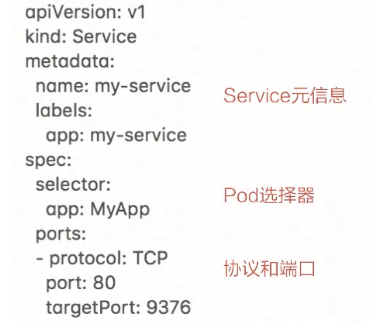 apiVersion: v1
kind: Service
metadata:
  name: my-service
  labels:
    app: my-service
Service元信息
spec:
  selector:
    app: MyApp
Pod选择器
  ports:
  - protocol: TCP
    port: 80
    targetPort: 9376
协议和端口